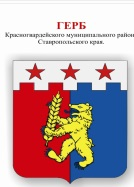 ГЕРБ
Красногвардейского муниципального района
Ставропольского края.